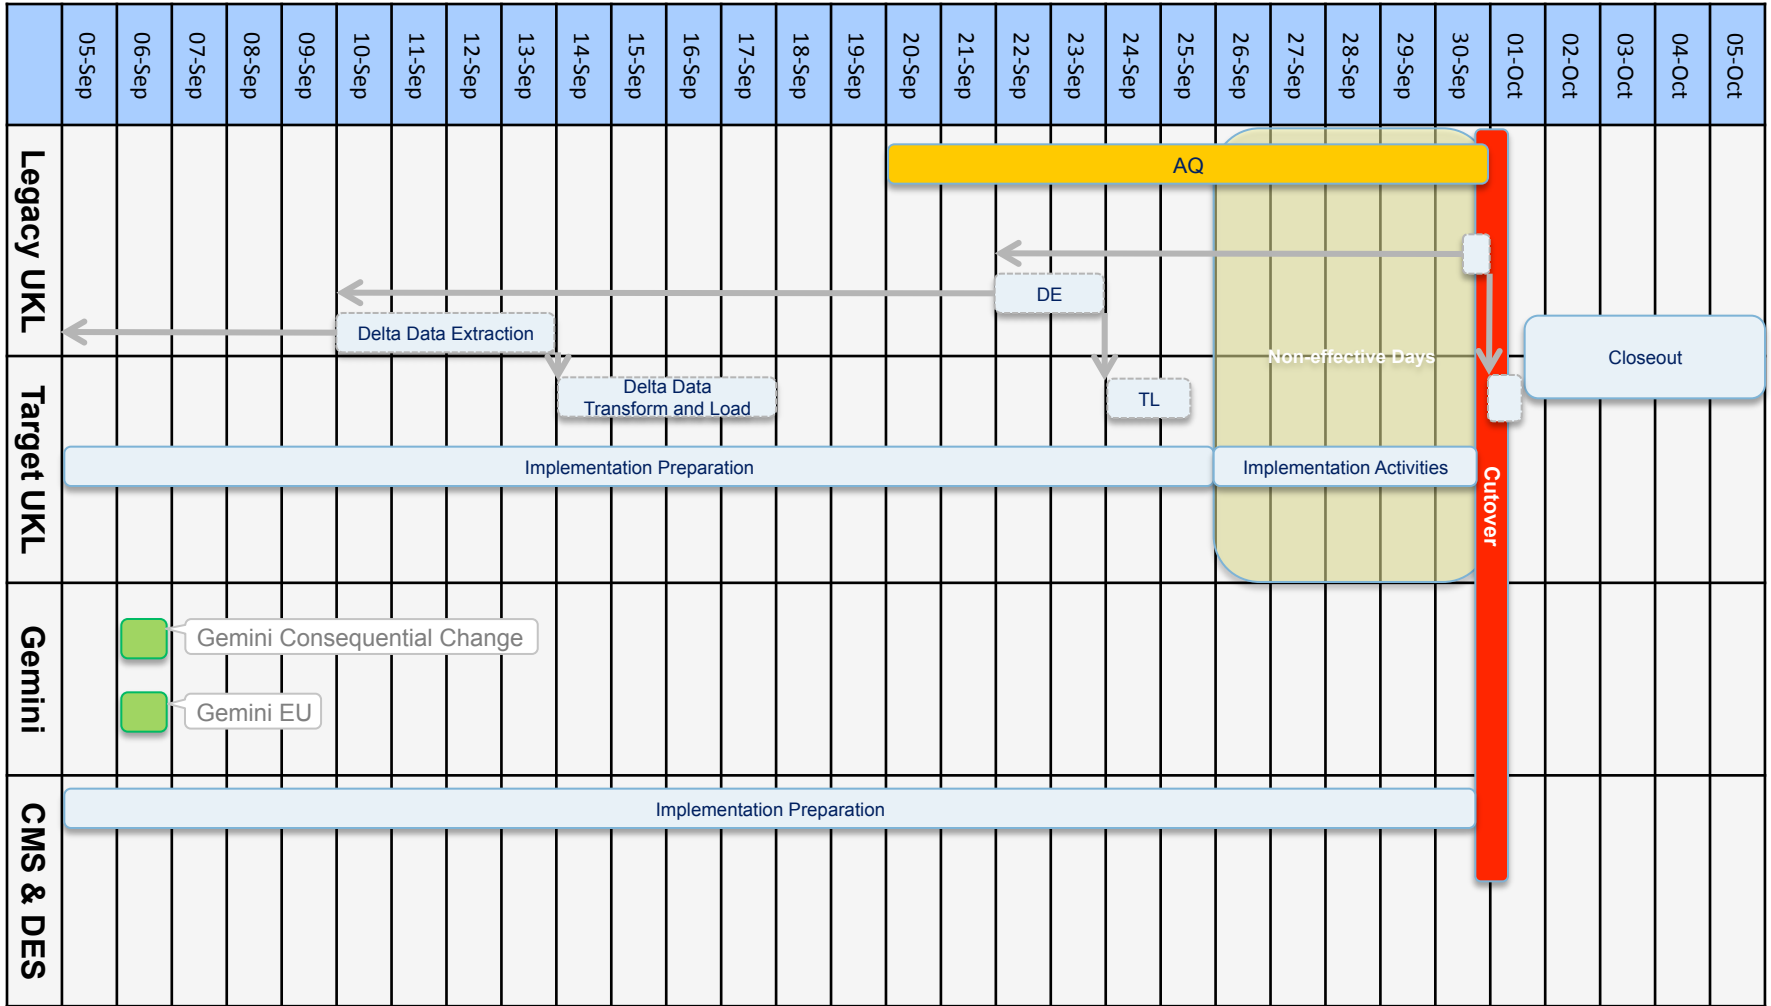 05-Sep
06-Sep
07-Sep
08-Sep
09-Sep
10-Sep
11-Sep
12-Sep
13-Sep
14-Sep
15-Sep
16-Sep
17-Sep
18-Sep
19-Sep
20-Sep
21-Sep
22-Sep
23-Sep
24-Sep
25-Sep
26-Sep
27-Sep
28-Sep
29-Sep
30-Sep
01-Oct
02-Oct
03-Oct
04-Oct
05-Oct
Legacy UKL
AQ
DE
Delta Data Extraction
Non-effective Days
Closeout
Target UKL
Delta Data
Transform and Load
TL
Implementation Preparation
Implementation Activities
Cutover
Gemini
Gemini Consequential Change
Gemini EU
CMS & DES
Implementation Preparation